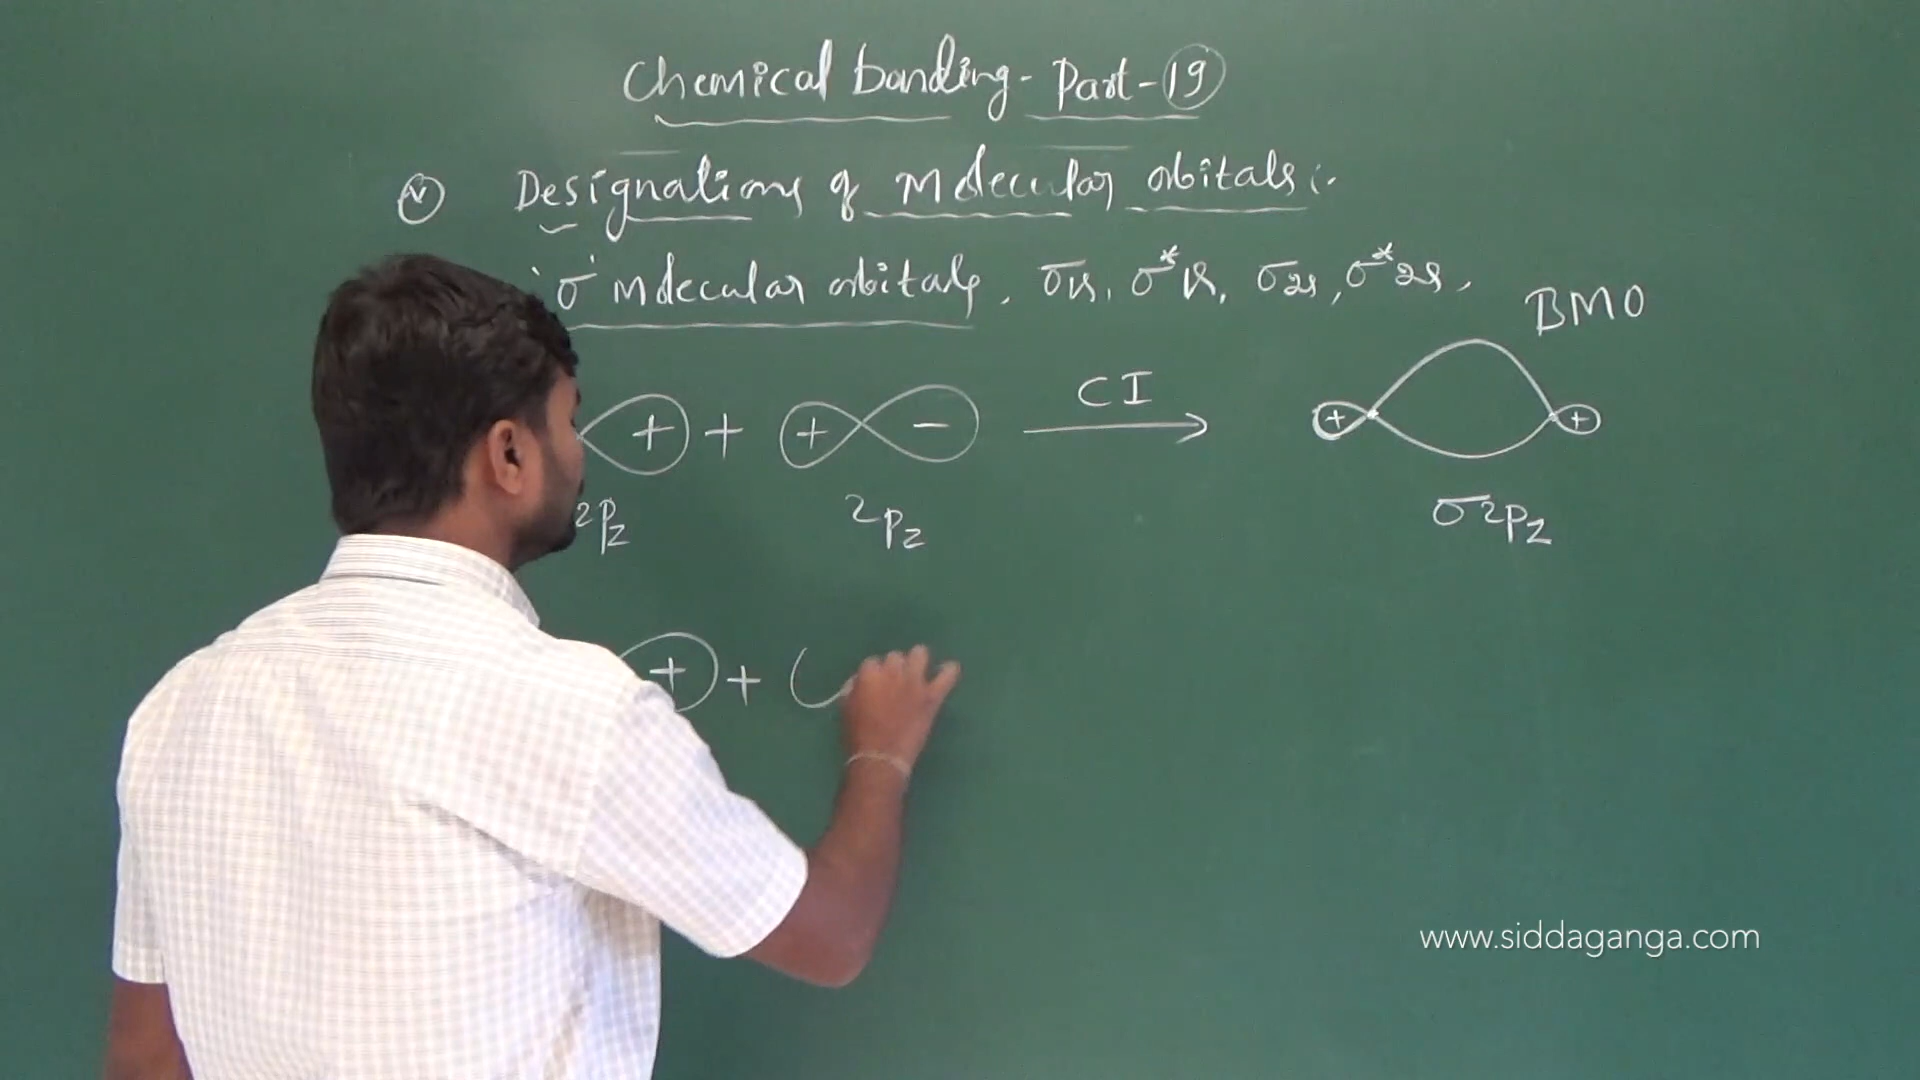 Chemical bonding - Part - 19
v Designations of Molecular orbitals :-
'σ' molecular orbitals, σ1s, σ*1s, σ2s, σ*2s,
BMO
+ + + - CI → + +
2pz 2pz σ2pz
+ +
www.siddaganga.com